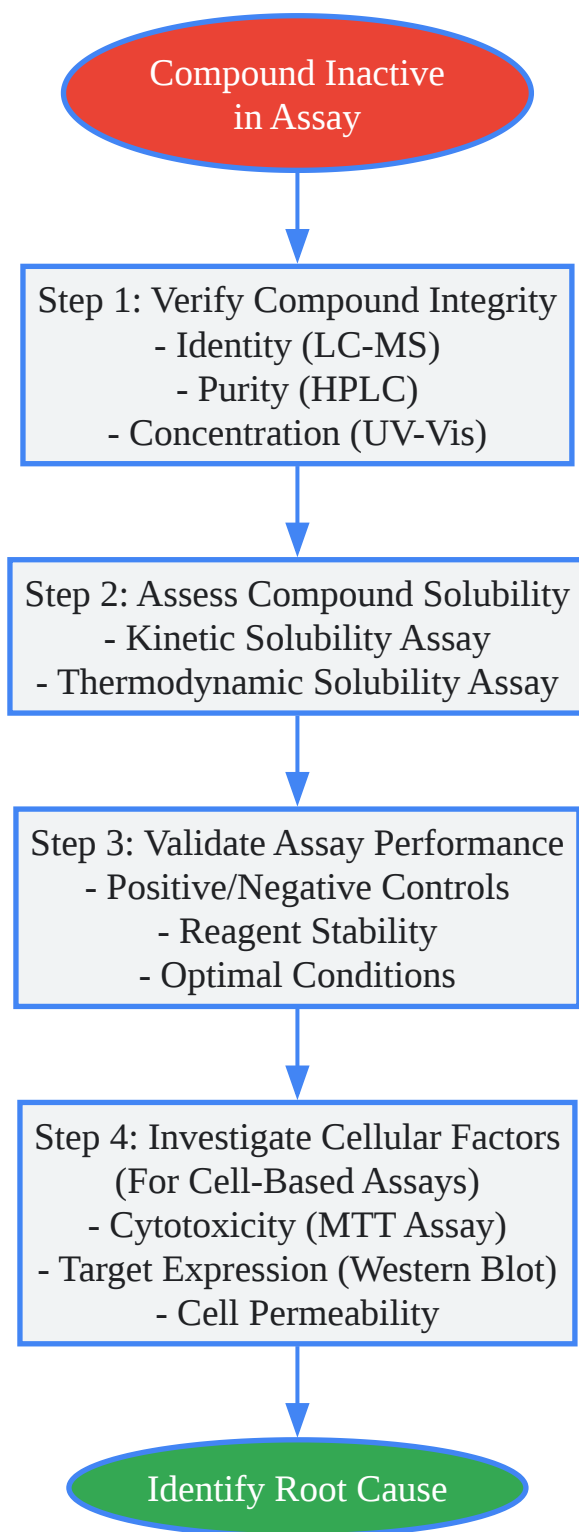 Compound Inactive
in Assay
Step 1: Verify Compound Integrity
- Identity (LC-MS)
- Purity (HPLC)
- Concentration (UV-Vis)
Step 2: Assess Compound Solubility
- Kinetic Solubility Assay
- Thermodynamic Solubility Assay
Step 3: Validate Assay Performance
- Positive/Negative Controls
- Reagent Stability
- Optimal Conditions
Step 4: Investigate Cellular Factors
(For Cell-Based Assays)
- Cytotoxicity (MTT Assay)
- Target Expression (Western Blot)
- Cell Permeability
Identify Root Cause